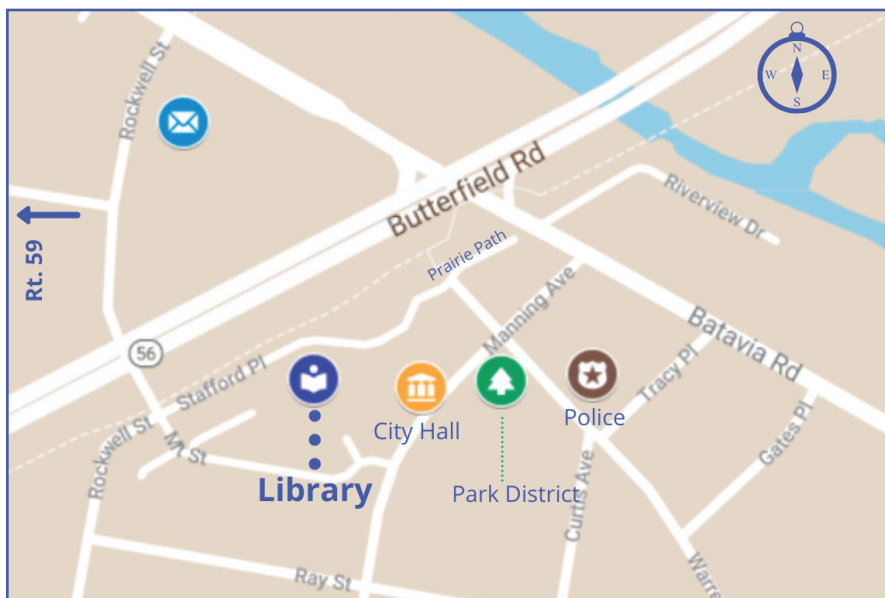 N
W E
S
Rockwell St
Butterfield Rd
Riverview Dr
Rt. 59
Prairie Path
Manning Ave
Batavia Rd
56
Stafford Pl
Tracy Pl
City Hall
Police
Rockwell St
Mt St
Gates Pl
Library
Park District
Curtis Ave
Ray St
Warre